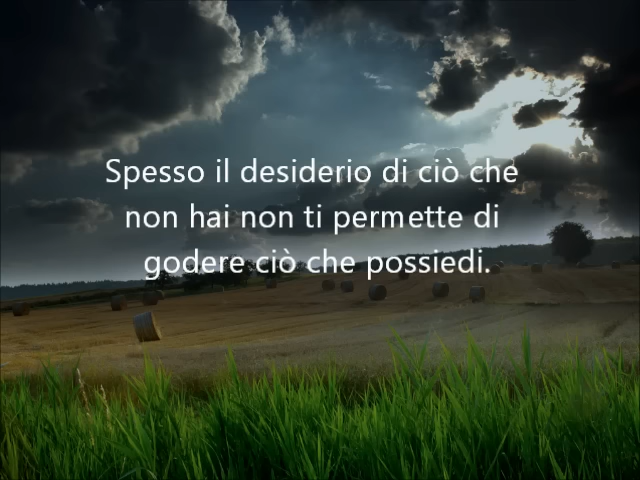 Spesso il desiderio di ciò che
non hai non ti permette di
godere ciò che possiedi.